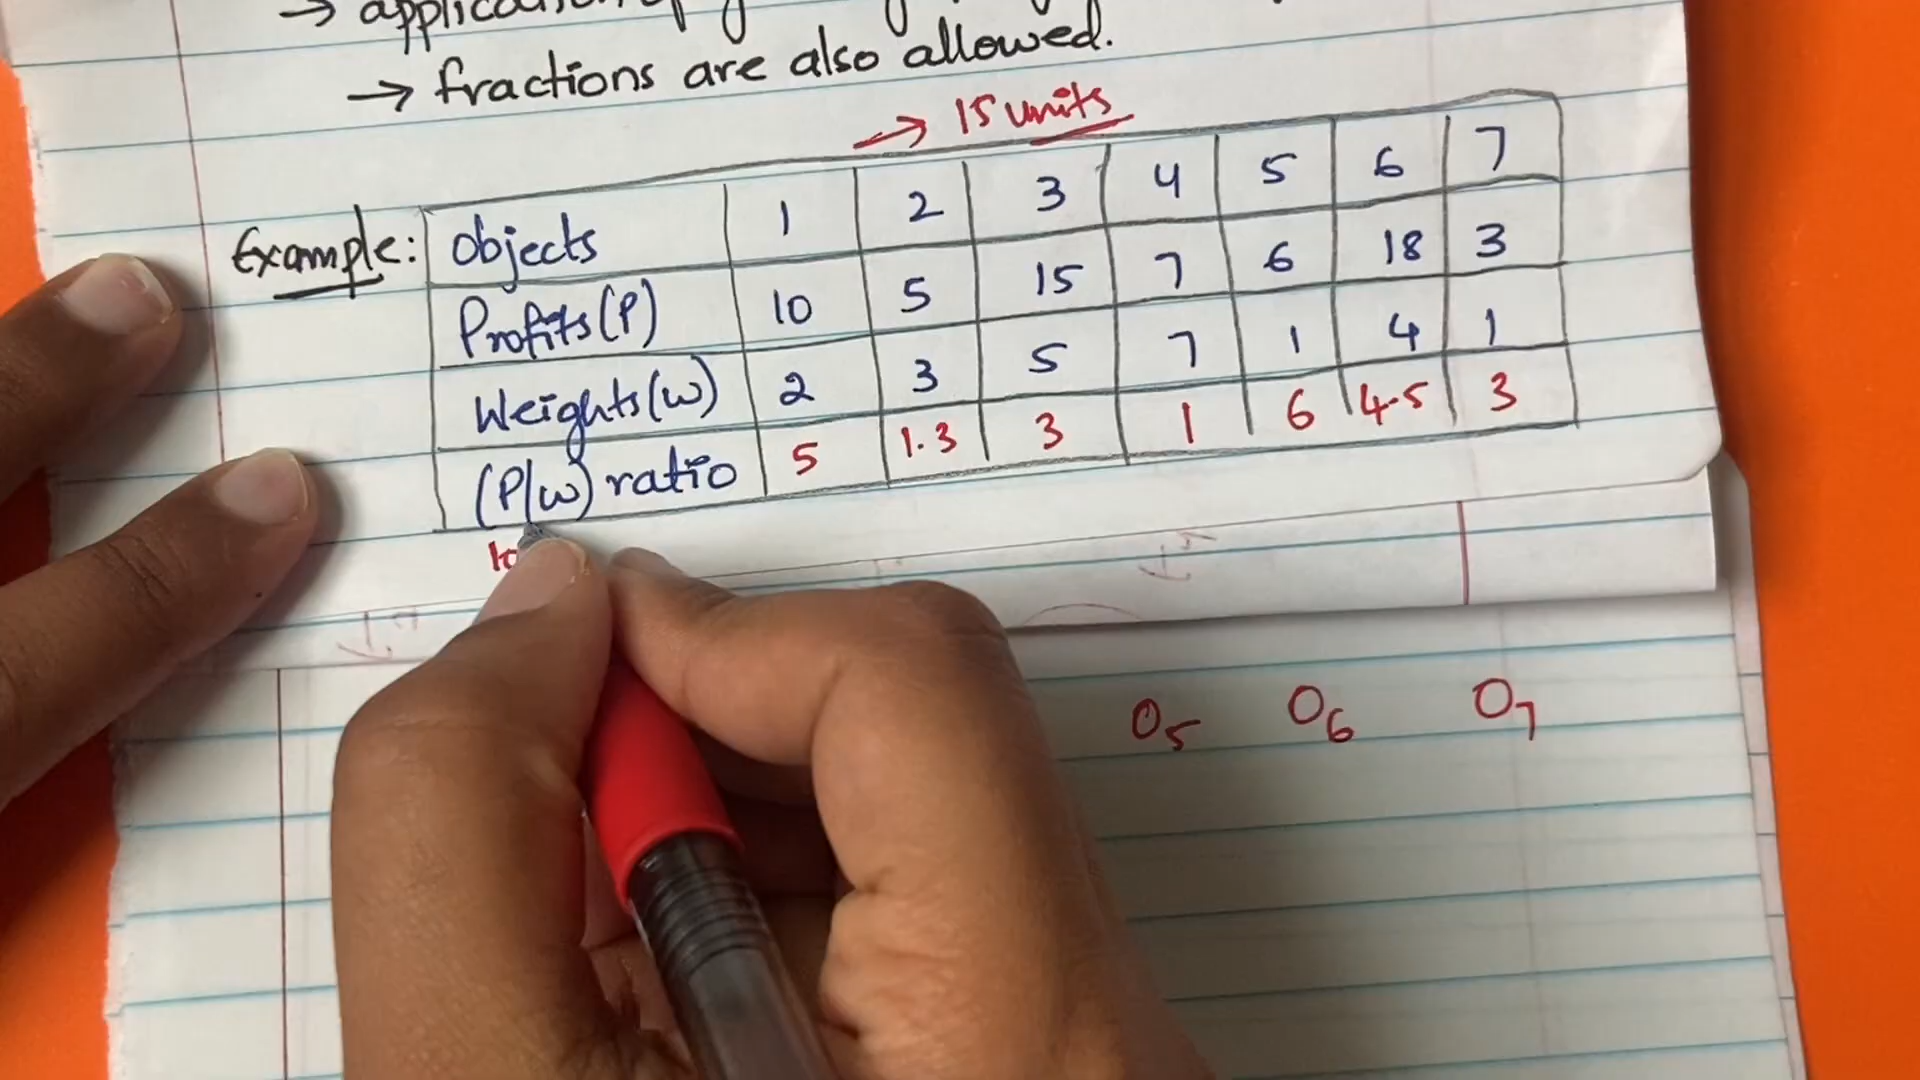 → application
→ fractions are also allowed.
→ 15 units
Example:
Objects 1 2 3 4 5 6 7
Profits(P) 10 5 15 7 6 18 3
Weights(w) 2 3 5 7 1 4 1
(P/w) ratio 5 1.3 3 1 6 4.5 3
O5 O6 O7